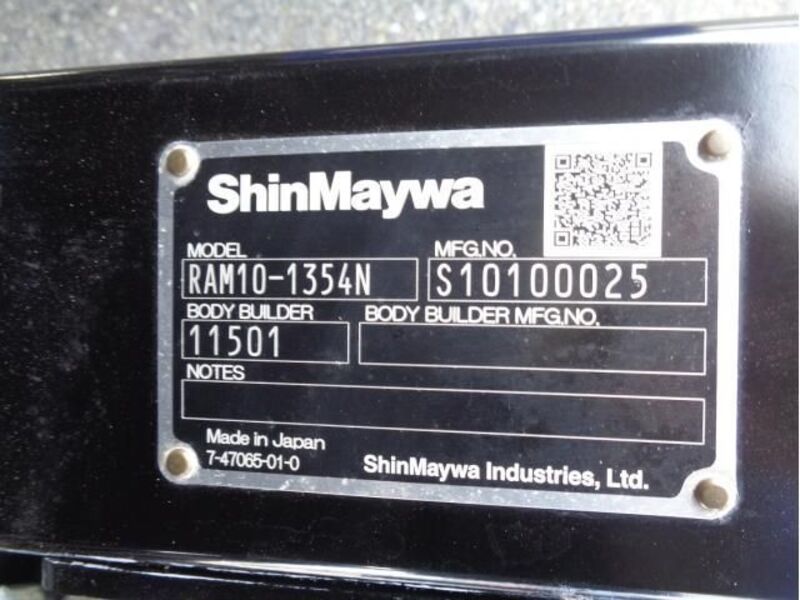 ShinMaywa
MODEL MFG.NO.
RAM10-1354N S10100025
BODY BUILDER BODY BUILDER MFG.NO.
11501
NOTES
Made in Japan
7-47065-01-0 ShinMaywa Industries, Ltd.